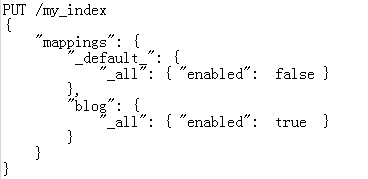 PUT /my_index
{
    "mappings": {
        "_default_": {
            "_all": { "enabled":  false }
        },
        "blog": {
            "_all": { "enabled":  true  }
        }
    }
}